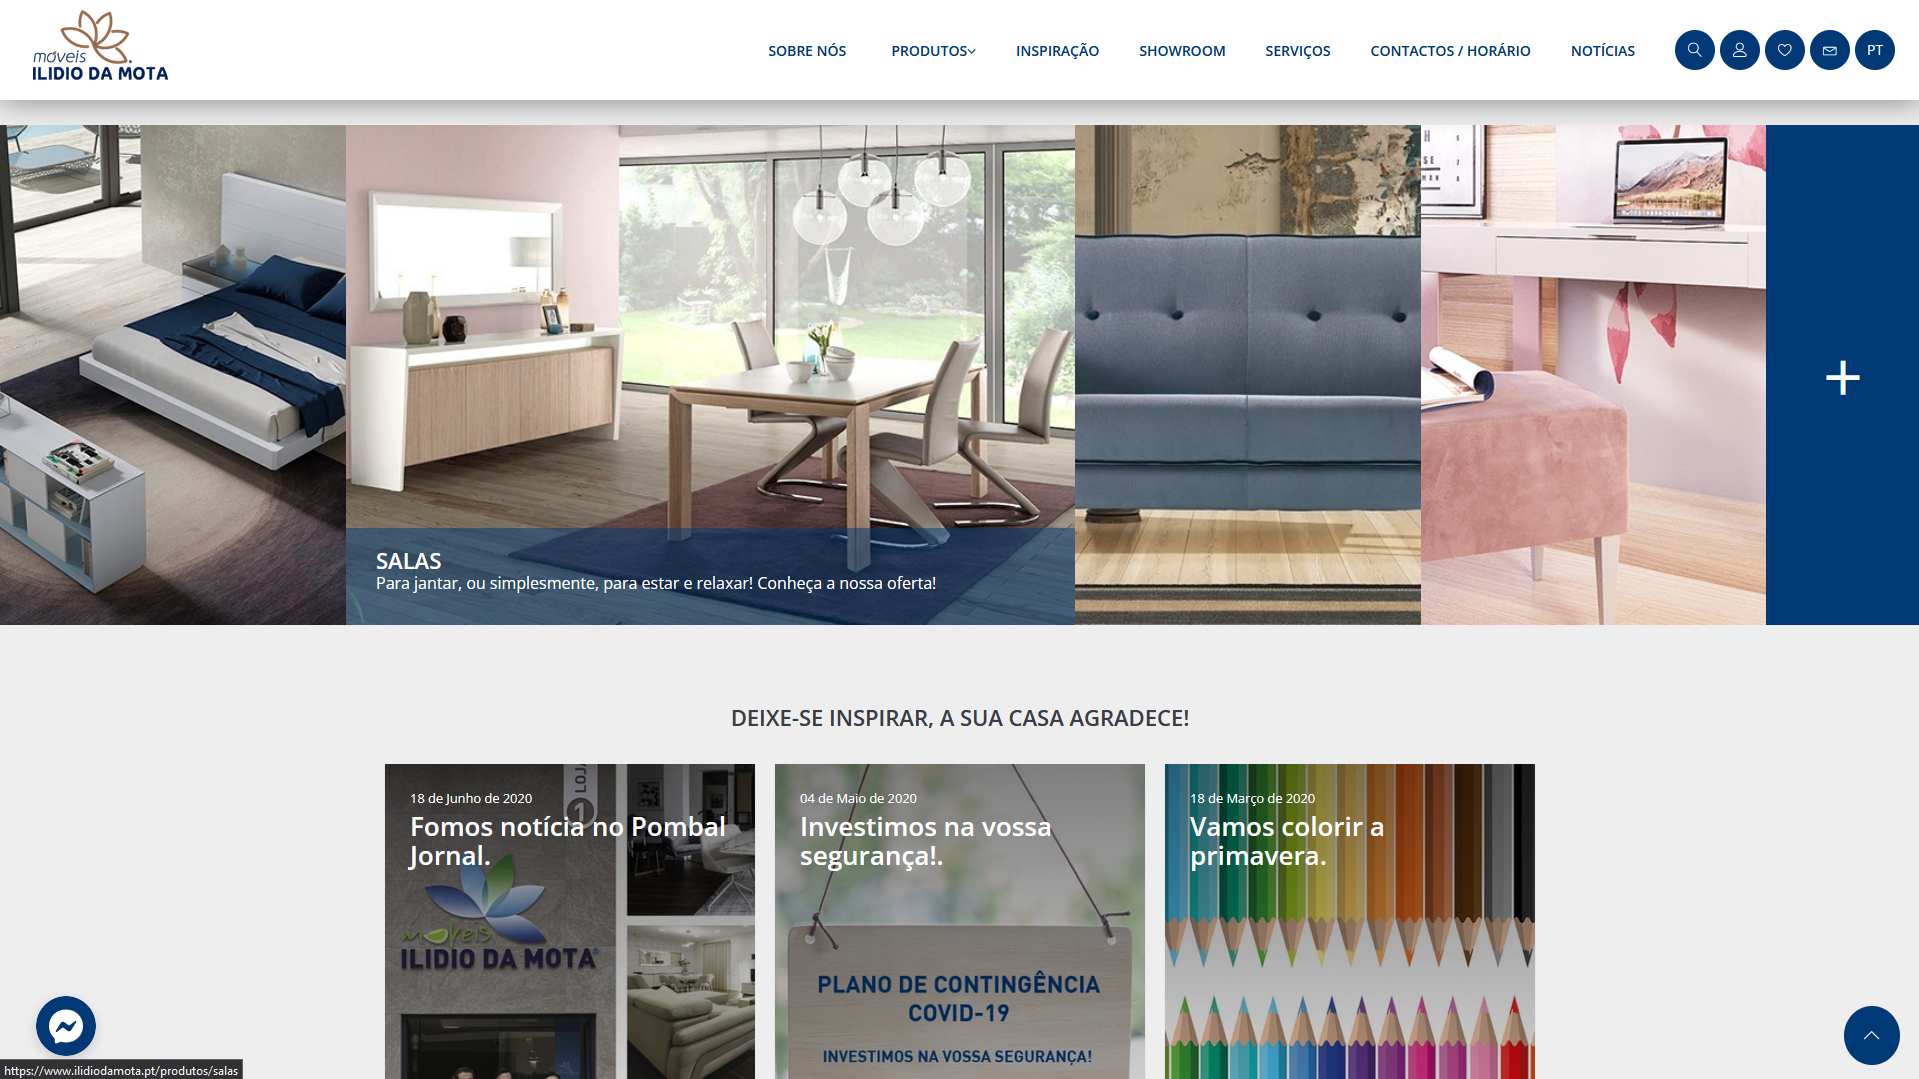 móveis
ILIDIO DA MOTA
SOBRE NÓS
PRODUTOS
INSPIRAÇÃO
SHOWROOM
SERVIÇOS
CONTACTOS / HORÁRIO
NOTÍCIAS
PT
SALAS
Para jantar, ou simplesmente, para estar e relaxar! Conheça a nossa oferta!
DEIXE-SE INSPIRAR, A SUA CASA AGRADECE!
18 de Junho de 2020
Fomos notícia no Pombal
Jornal.
LOJA
1
móveis
ILIDIO DA MOTA
04 de Maio de 2020
Investimos na vossa
segurança!.
PLANO DE CONTINGÊNCIA
COVID-19
INVESTIMOS NA VOSSA SEGURANÇA!
18 de Março de 2020
Vamos colorir a
primavera.
https://www.ilidiodamota.pt/produtos/salas